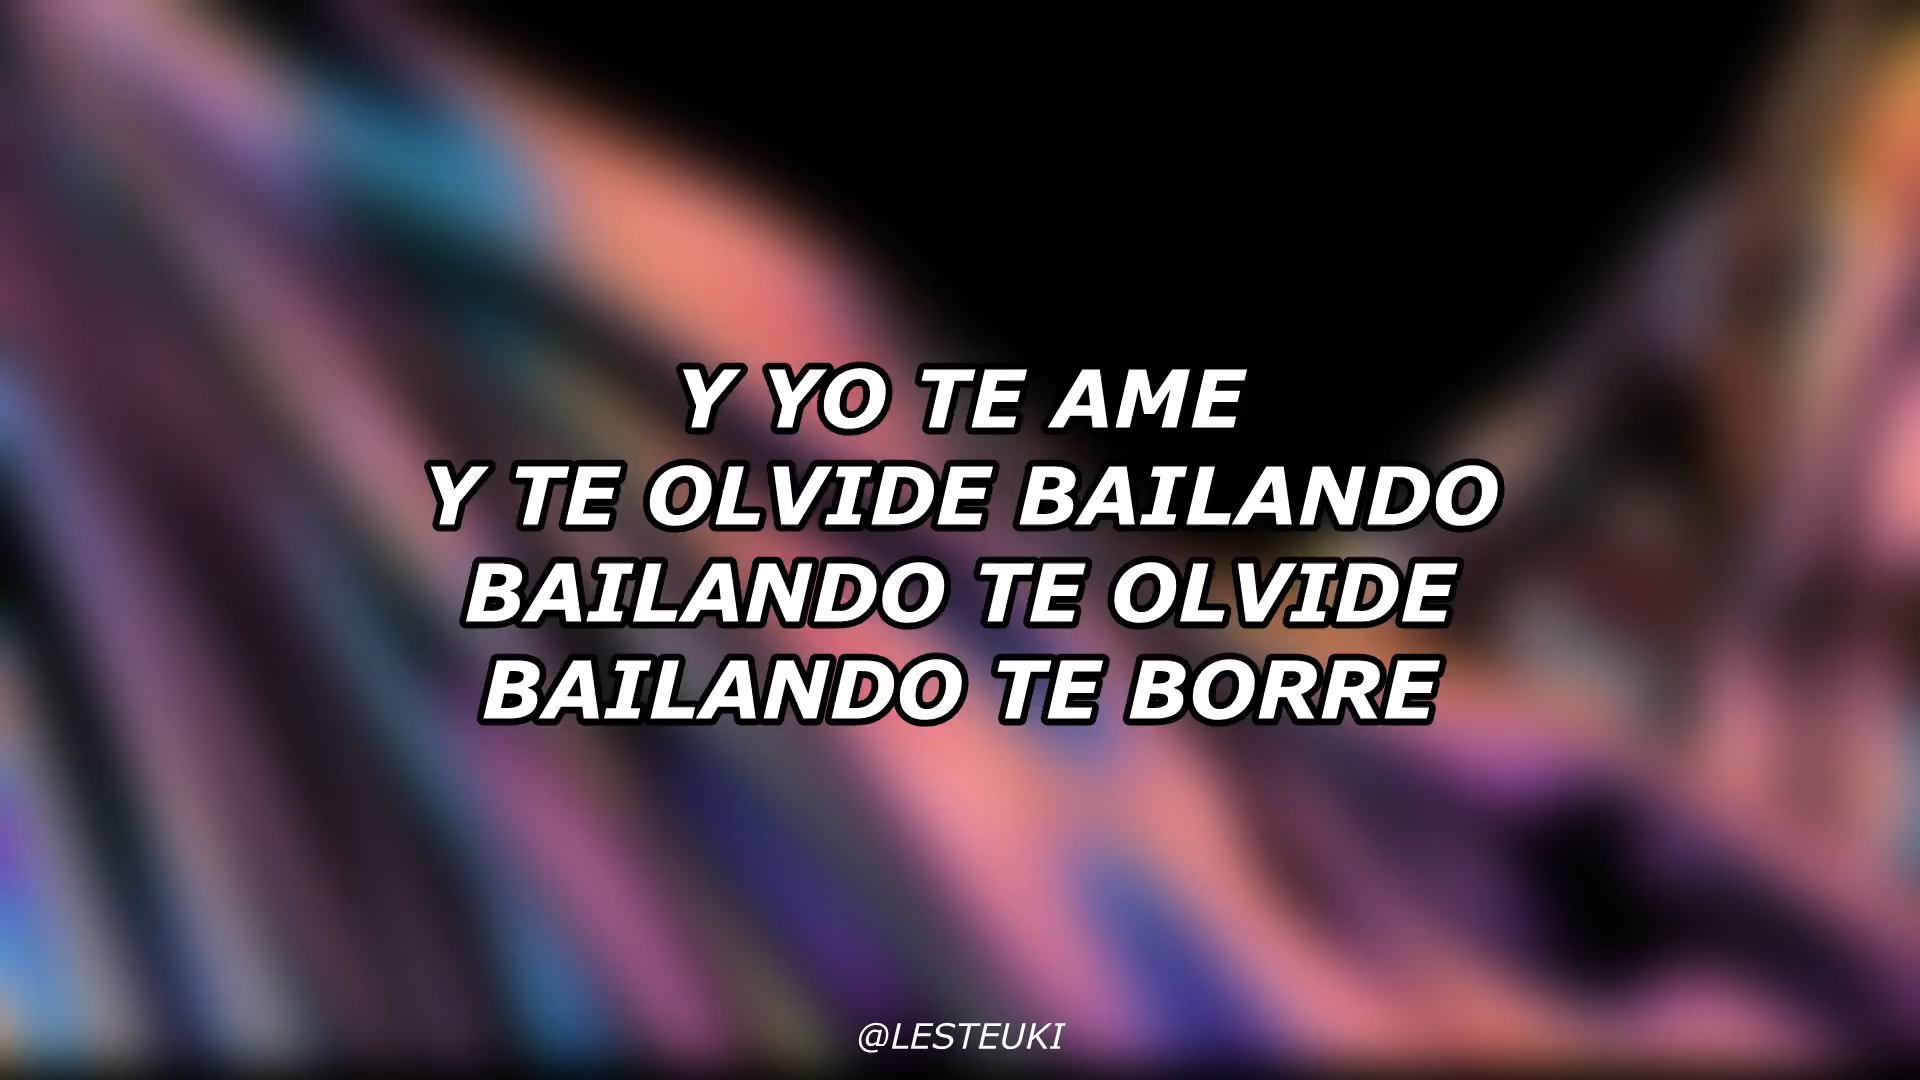 Y YO TE AME
Y TE OLVIDE BAILANDO
BAILANDO TE OLVIDE
BAILANDO TE BORRE
@LESTEUKI